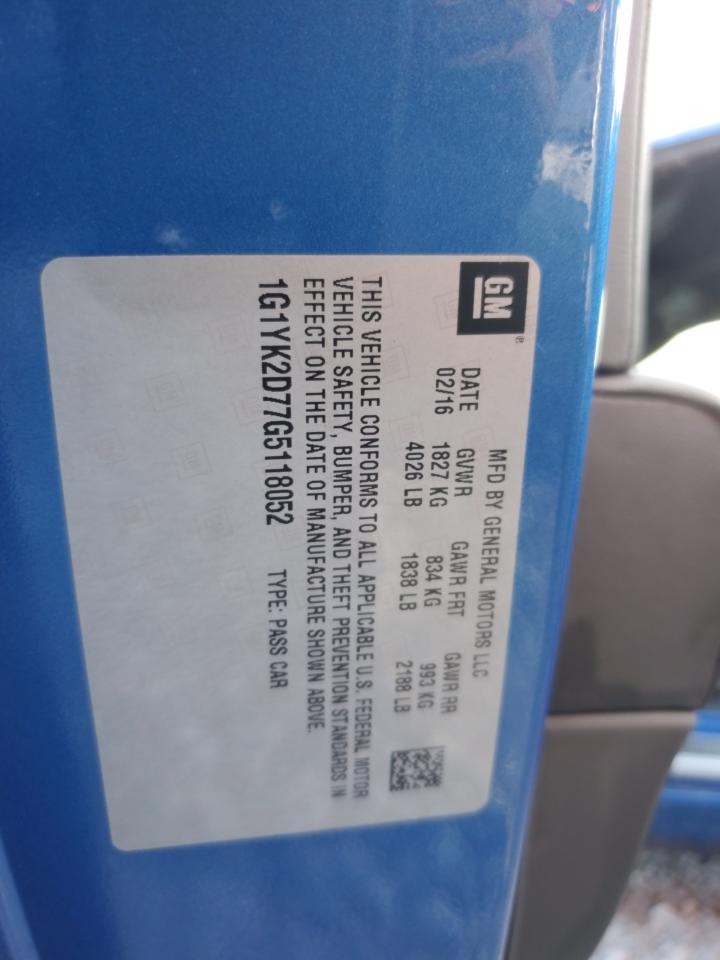 GM
MFD BY GENERAL MOTORS LLC
DATE GVWR GAWR FRT GAWR RR
02/16 1827 KG 834 KG 993 KG
4026 LB 1838 LB 2188 LB
THIS VEHICLE CONFORMS TO ALL APPLICABLE U.S. FEDERAL MOTOR
VEHICLE SAFETY, BUMPER, AND THEFT PREVENTION STANDARDS IN
EFFECT ON THE DATE OF MANUFACTURE SHOWN ABOVE.
1G1YK2D77G5118052 TYPE: PASS CAR